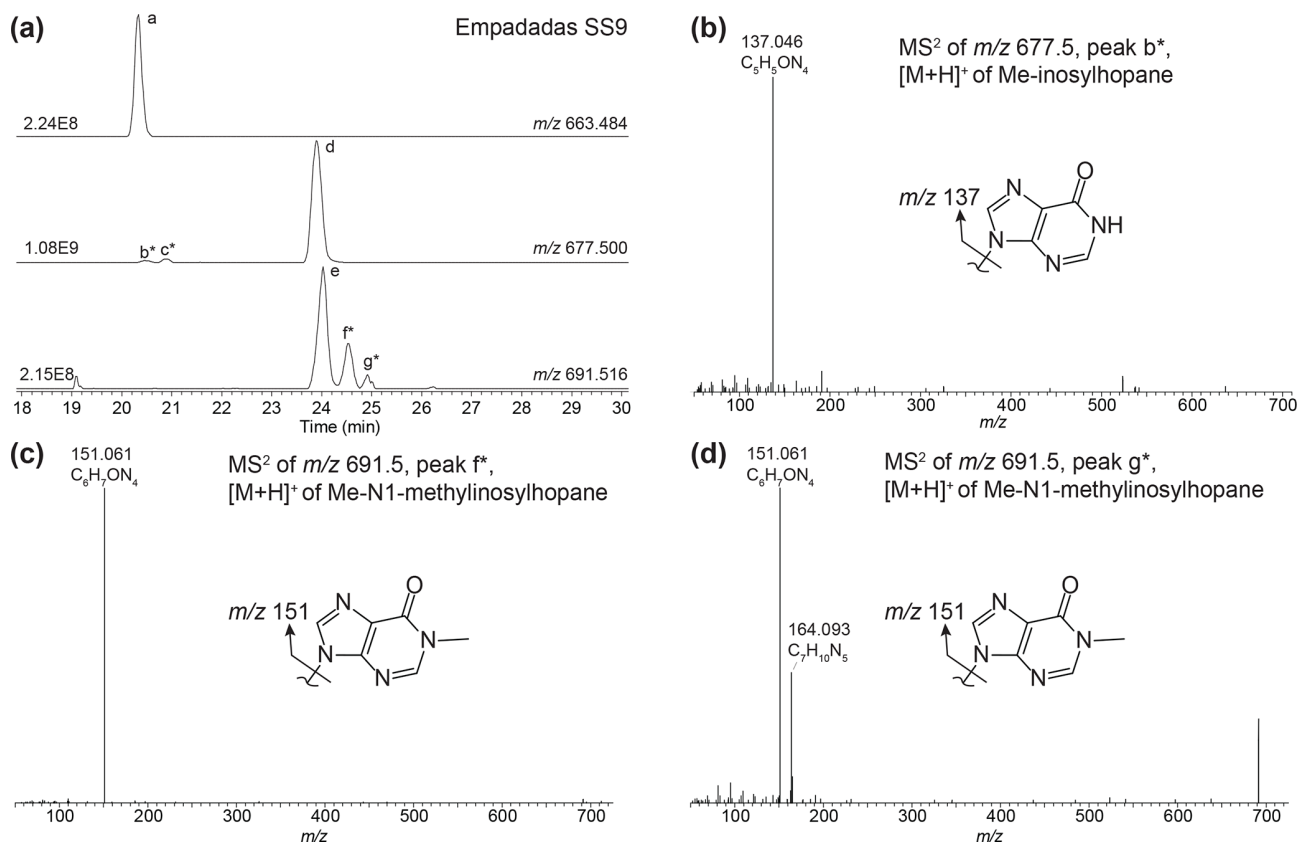 (a)
Empadadas SS9
a
2.24E8
m/z 663.484
d
b*
c*
1.08E9
m/z 677.500
e
f*
g*
2.15E8
m/z 691.516
18 19 20 21 22 23 24 25 26 27 28 29 30
Time (min)
(b)
137.046
C5H5ON4
MS² of m/z 677.5, peak b*,
[M+H]⁺ of Me-inosylhopane
m/z 137
O
N
NH
N
N
100 200 300 400 500 600 700
m/z
(c)
151.061
C6H7ON4
MS² of m/z 691.5, peak f*,
[M+H]⁺ of Me-N1-methylinosylhopane
m/z 151
O
N
N
N
N
100 200 300 400 500 600 700
m/z
(d)
151.061
C6H7ON4
MS² of m/z 691.5, peak g*,
[M+H]⁺ of Me-N1-methylinosylhopane
m/z 151
O
N
N
N
N
164.093
C7H10N5
100 200 300 400 500 600 700
m/z